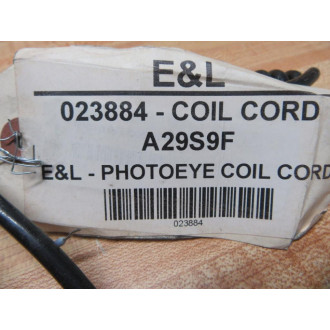 E&L
023884 - COIL CORD
A29S9F
E&L - PHOTOEYE COIL CORD
023884